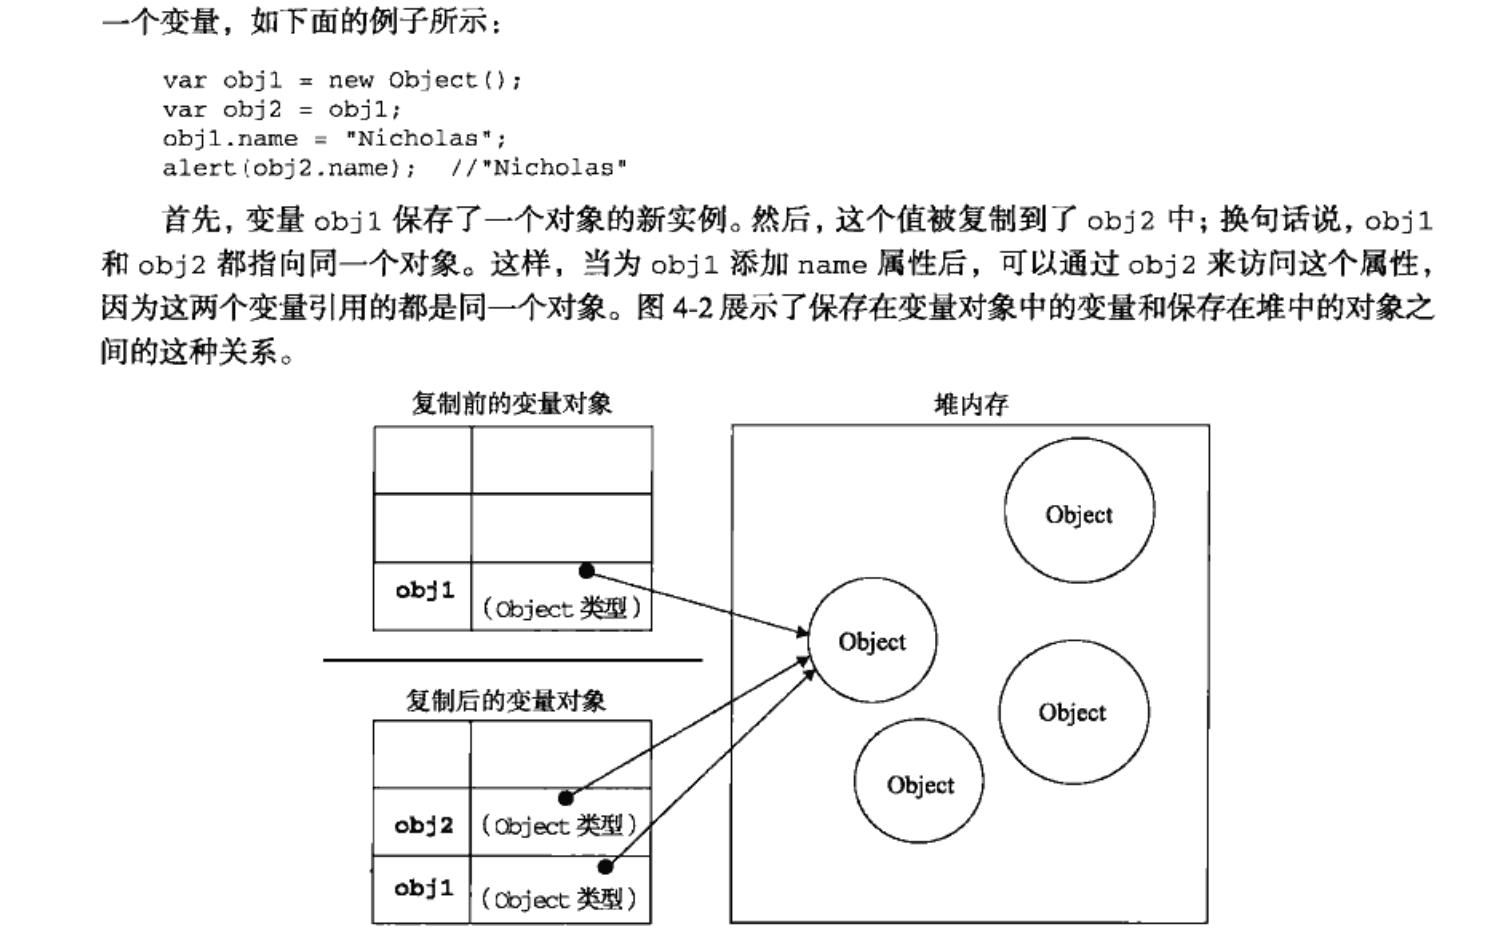 一个变量，如下面的例子所示：
var obj1 = new Object();
var obj2 = obj1;
obj1.name = "Nicholas";
alert(obj2.name);  //"Nicholas"
首先，变量 obj1 保存了一个对象的新实例。然后，这个值被复制到了 obj2 中；换句话说，obj1
和 obj2 都指向同一个对象。这样，当为 obj1 添加 name 属性后，可以通过 obj2 来访问这个属性，
因为这两个变量引用的都是同一个对象。图 4-2 展示了保存在变量对象中的变量和保存在堆中的对象之
间的这种关系。
复制前的变量对象
obj1
（Object 类型）
复制后的变量对象
obj2
（Object 类型）
obj1
（Object 类型）
堆内存
Object
Object
Object
Object